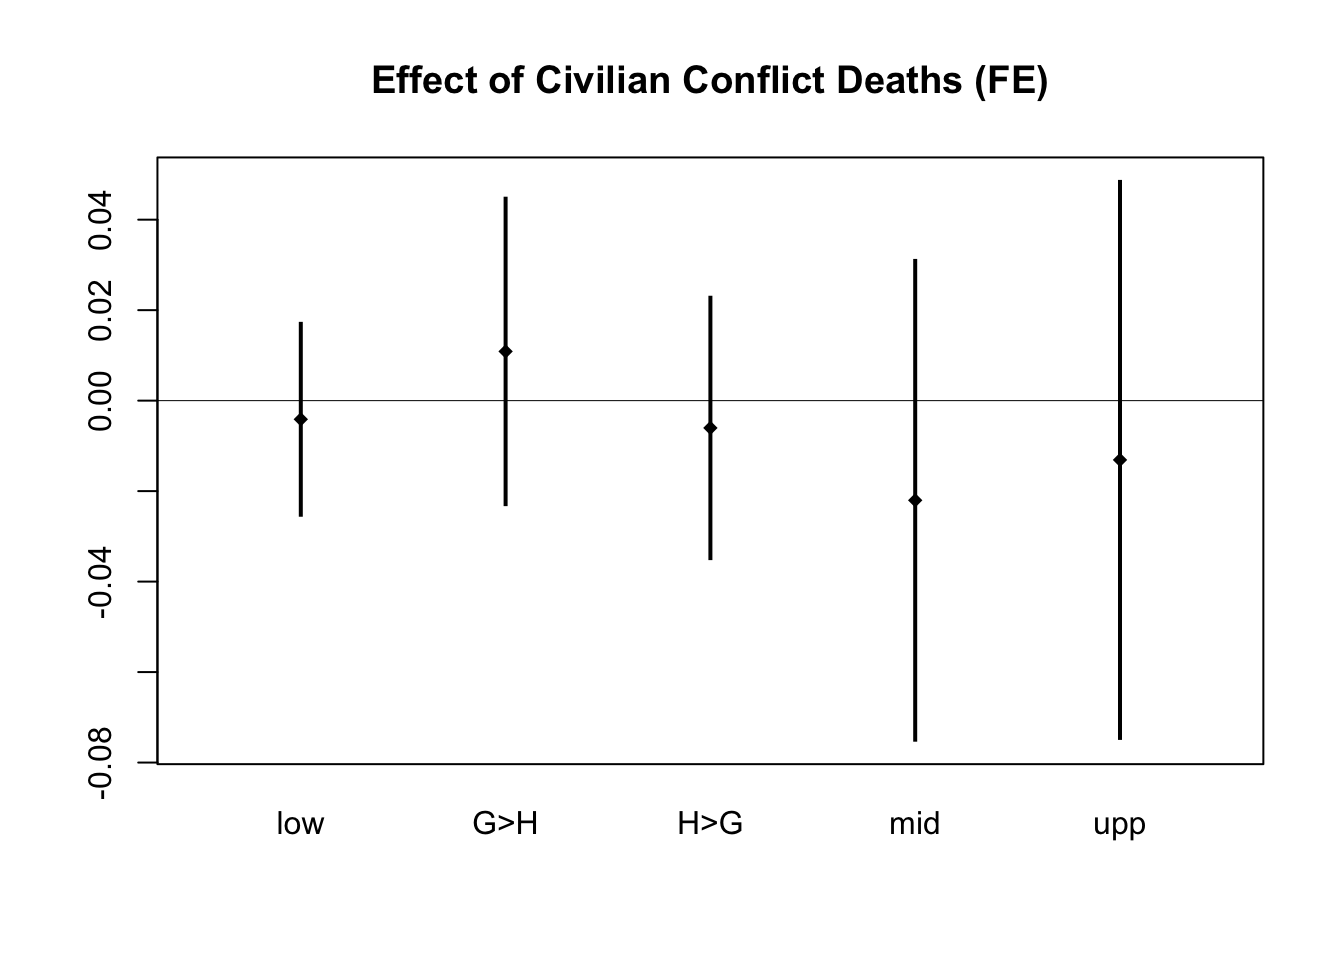 Effect of Civilian Conflict Deaths (FE)
0.04
0.02
0.00
-0.04
-0.08
low G>H H>G mid upp